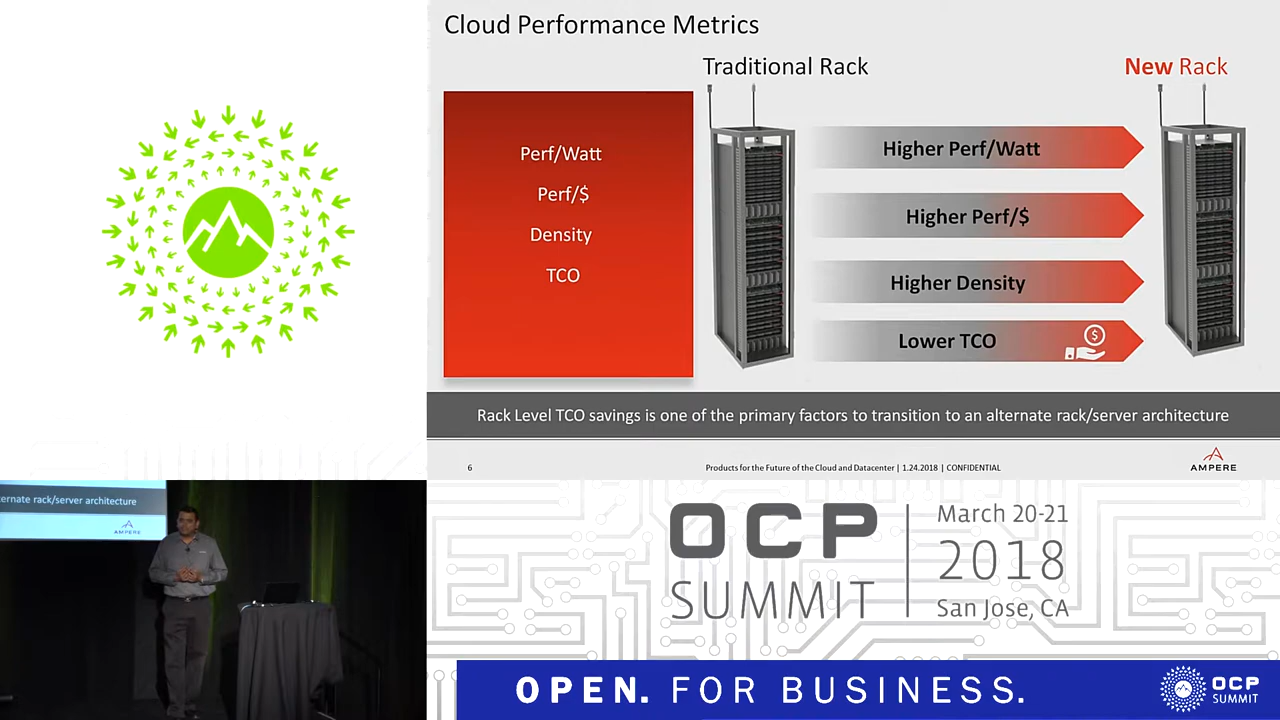 Cloud Performance Metrics
Traditional Rack
New Rack
Perf/Watt
Perf/$
Density
TCO
Higher Perf/Watt
Higher Perf/$
Higher Density
Lower TCO
$
Rack Level TCO savings is one of the primary factors to transition to an alternate rack/server architecture
6
Products for the Future of the Cloud and Datacenter | 1.24.2018 | CONFIDENTIAL
AMPERE
ernate rack/server architecture
AMPERE
OCP
SUMMIT
March 20-21
2018
San Jose, CA
OPEN. FOR BUSINESS.
OCP
SUMMIT